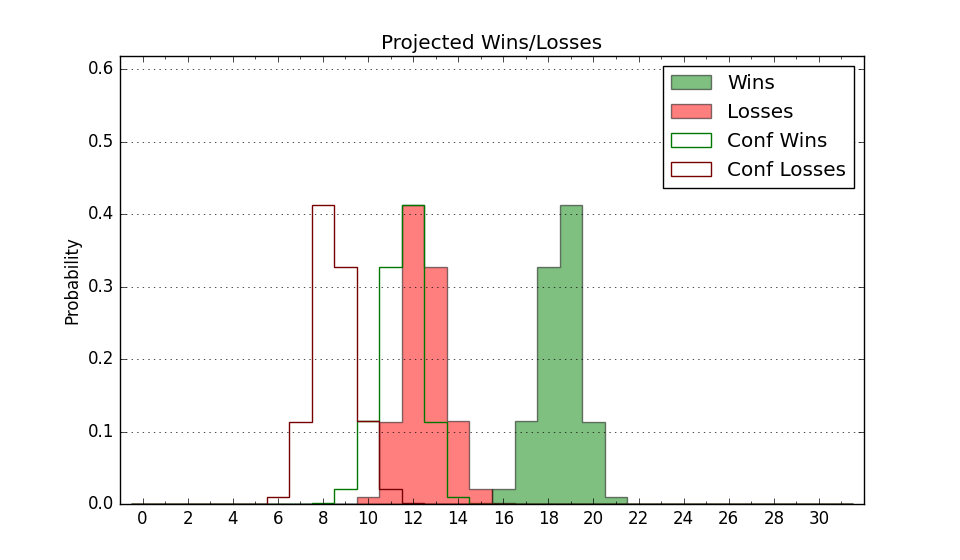 Projected Wins/Losses
0.6
0.5
0.4
0.3
0.2
0.1
0.0
Probability
Wins
Losses
Conf Wins
Conf Losses
0 2 4 6 8 10 12 14 16 18 20 22 24 26 28 30